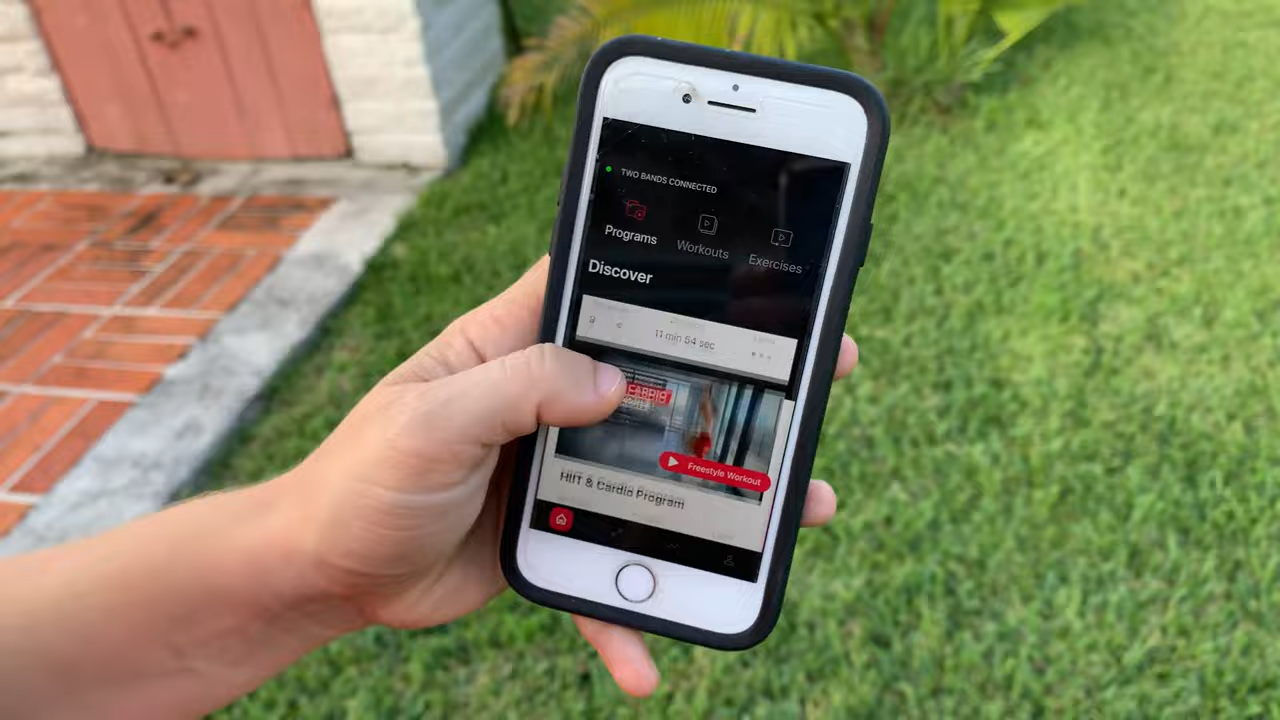 TWO BANDS CONNECTED
Programs
Workouts
Exercises
Discover
11 min 54 sec
CARDIO
Freestyle Workout
HIIT & Cardio Program